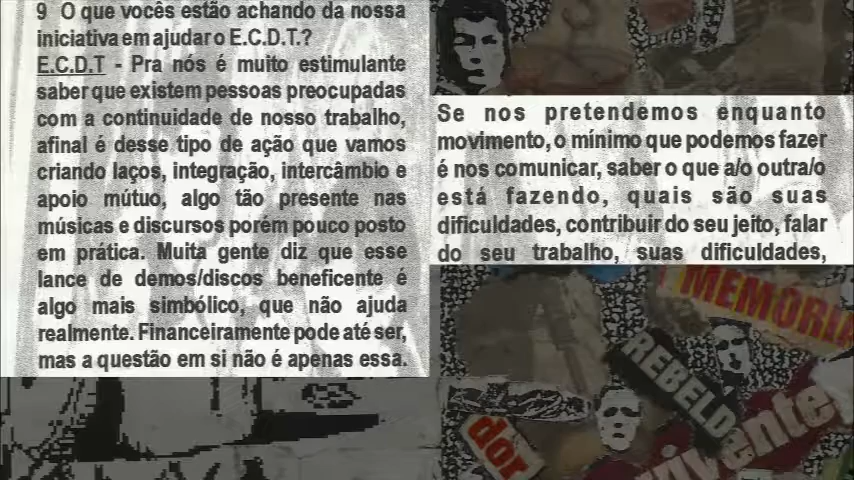 9 O que vocês estão achando da nossa
iniciativa em ajudar o E.C.D.T.?
E.C.D.T - Pra nós é muito estimulante
saber que existem pessoas preocupadas
com a continuidade de nosso trabalho,
afinal é desse tipo de ação que vamos
criando laços, integração, intercâmbio e
apoio mútuo, algo tão presente nas
músicas e discursos porém pouco posto
em prática. Muita gente diz que esse
lance de demos/discos beneficente é
algo mais simbólico, que não ajuda
realmente. Financeiramente pode até ser,
mas a questão em si não é apenas essa.
Se nos pretendemos enquanto
movimento, o mínimo que podemos fazer
é nos comunicar, saber o que a/o outra/o
está fazendo, quais são suas
dificuldades, contribuir do seu jeito, falar
do seu trabalho, suas dificuldades,
MEMÓRIA
REBELD
dor
vivente